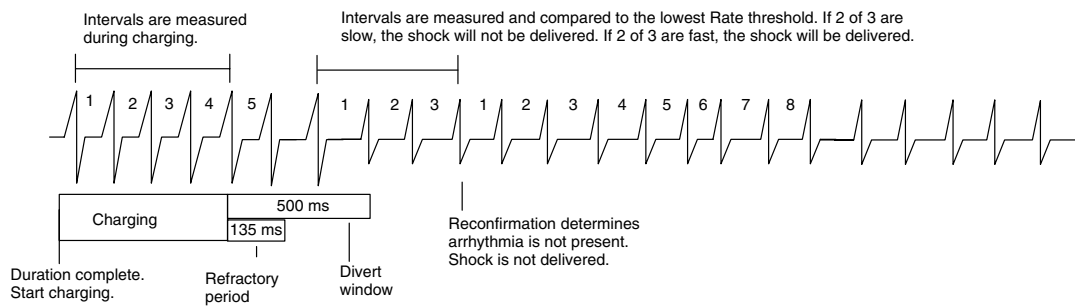 Intervals are measured
during charging.
Intervals are measured and compared to the lowest Rate threshold. If 2 of 3 are
slow, the shock will not be delivered. If 2 of 3 are fast, the shock will be delivered.
1 2 3 4 5 1 2 3 1 2 3 4 5 6 7 8
Charging
500 ms
135 ms
Reconfirmation determines
arrhythmia is not present.
Shock is not delivered.
Duration complete.
Start charging.
Refractory
period
Divert
window